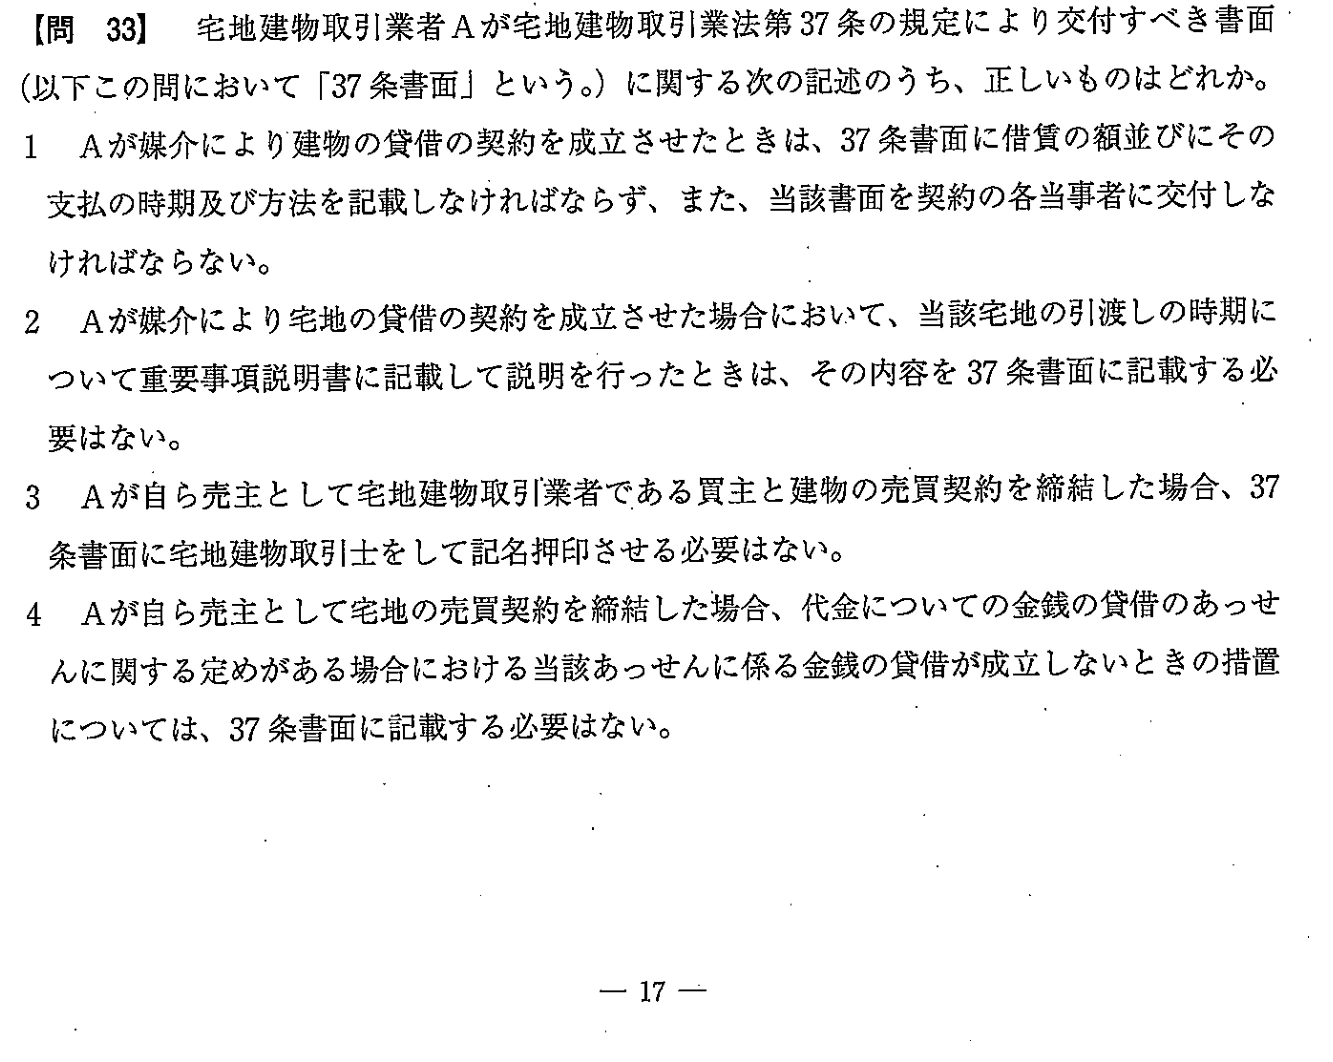 【問 33】 宅地建物取引業者Aが宅地建物取引業法第37条の規定により交付すべき書面
(以下この問において「37条書面」という。)に関する次の記述のうち、正しいものはどれか。
1 Aが媒介により建物の貸借の契約を成立させたときは、37条書面に借賃の額並びにその
支払の時期及び方法を記載しなければならず、また、当該書面を契約の各当事者に交付しな
ければならない。
2 Aが媒介により宅地の貸借の契約を成立させた場合において、当該宅地の引渡しの時期に
ついて重要事項説明書に記載して説明を行ったときは、その内容を37条書面に記載する必
要はない。
3 Aが自ら売主として宅地建物取引業者である買主と建物の売買契約を締結した場合、37
条書面に宅地建物取引士をして記名押印させる必要はない。
4 Aが自ら売主として宅地の売買契約を締結した場合、代金についての金銭の貸借のあっせ
んに関する定めがある場合における当該あっせんに係る金銭の貸借が成立しないときの措置
については、37条書面に記載する必要はない。
— 17 —